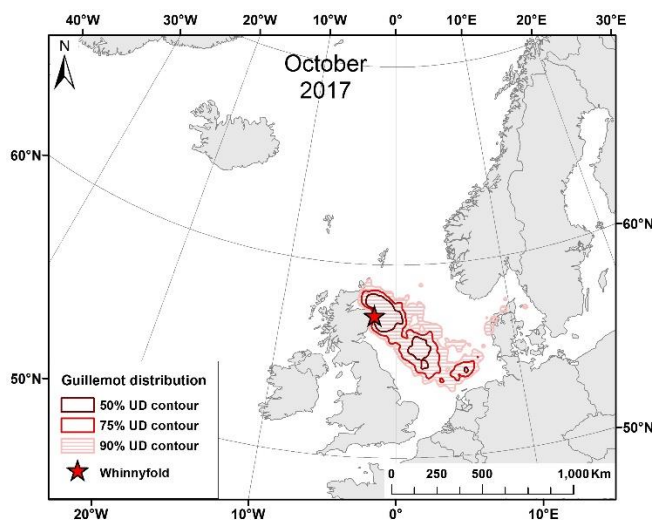 40°W 30°W 20°W 10°W 0° 10°E 20°E 30°E
N
October
2017
60°N
60°N
50°N
50°N
Guillemot distribution
50% UD contour
75% UD contour
90% UD contour
Whinnyfold
0 250 500 1,000 Km
20°W 10°W 0° 10°E